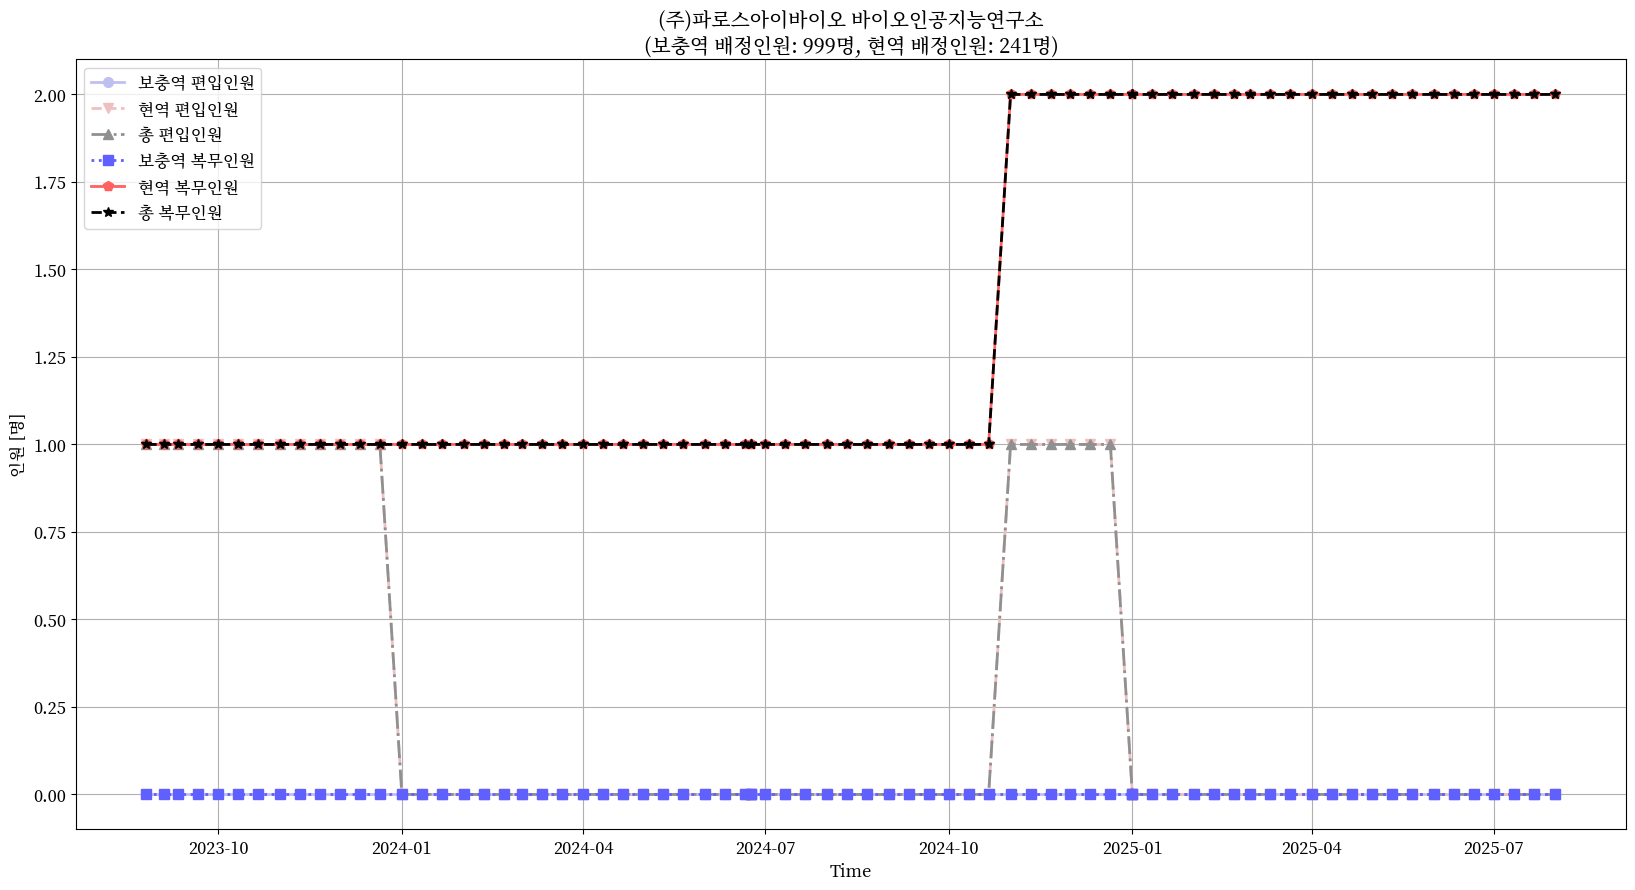 (주)파로스아이바이오 바이오인공지능연구소
(보충역 배정인원: 999명, 현역 배정인원: 241명)
보충역 편입인원
현역 편입인원
총 편입인원
보충역 복무인원
현역 복무인원
총 복무인원
2.00
1.75
1.50
1.25
1.00
0.75
0.50
0.25
0.00
인원 [명]
2023-10
2024-01
2024-04
2024-07
2024-10
2025-01
2025-04
2025-07
Time